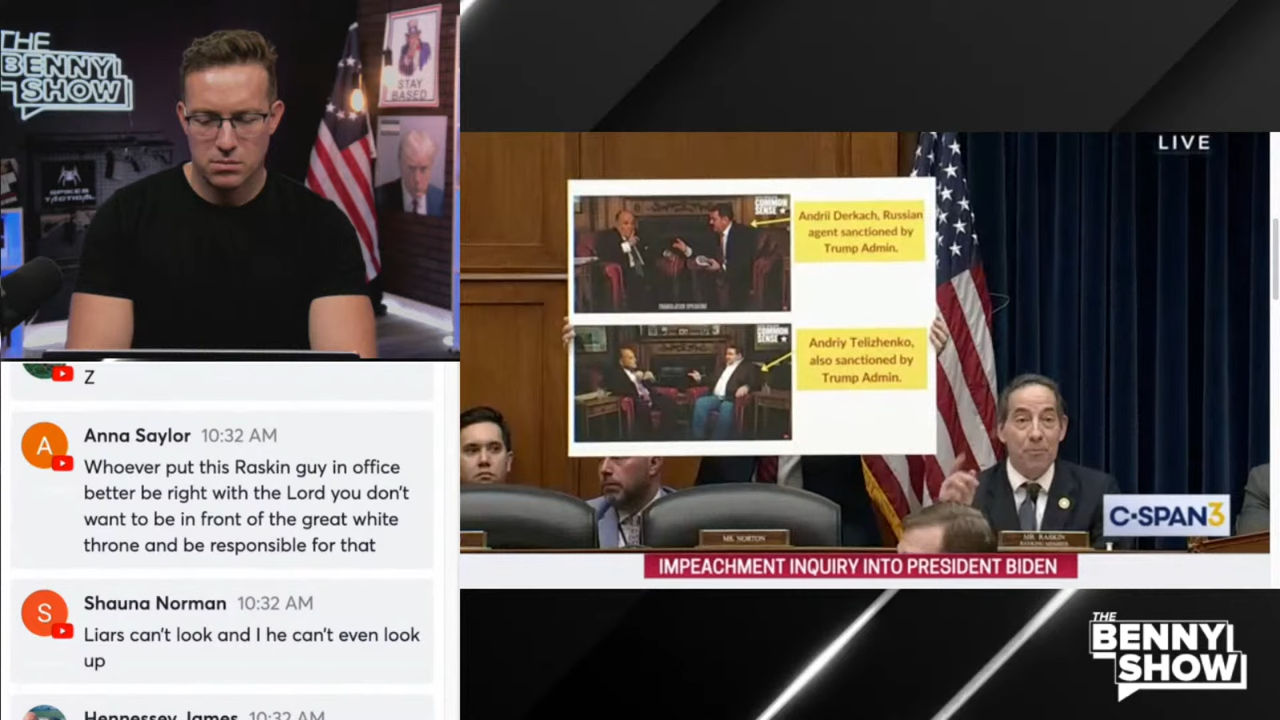 THE
BENNY
SHOW
STAY
BASED
SPIKE'S
TACTICAL
Z
A
Anna Saylor 10:32 AM
Whoever put this Raskin guy in office
better be right with the Lord you don't
want to be in front of the great white
throne and be responsible for that
S
Shauna Norman 10:32 AM
Liars can't look and I he can't even look
up
Hennessey James 10:32 AM
LIVE
COMMON
SENSE
Andrii Derkach, Russian
agent sanctioned by
Trump Admin.
COMMON
SENSE
Andriy Telizhenko,
also sanctioned by
Trump Admin.
MS. NORTON
MR. RASKIN
RANKING MEMBER
C-SPAN3
IMPEACHMENT INQUIRY INTO PRESIDENT BIDEN
THE
BENNY
SHOW